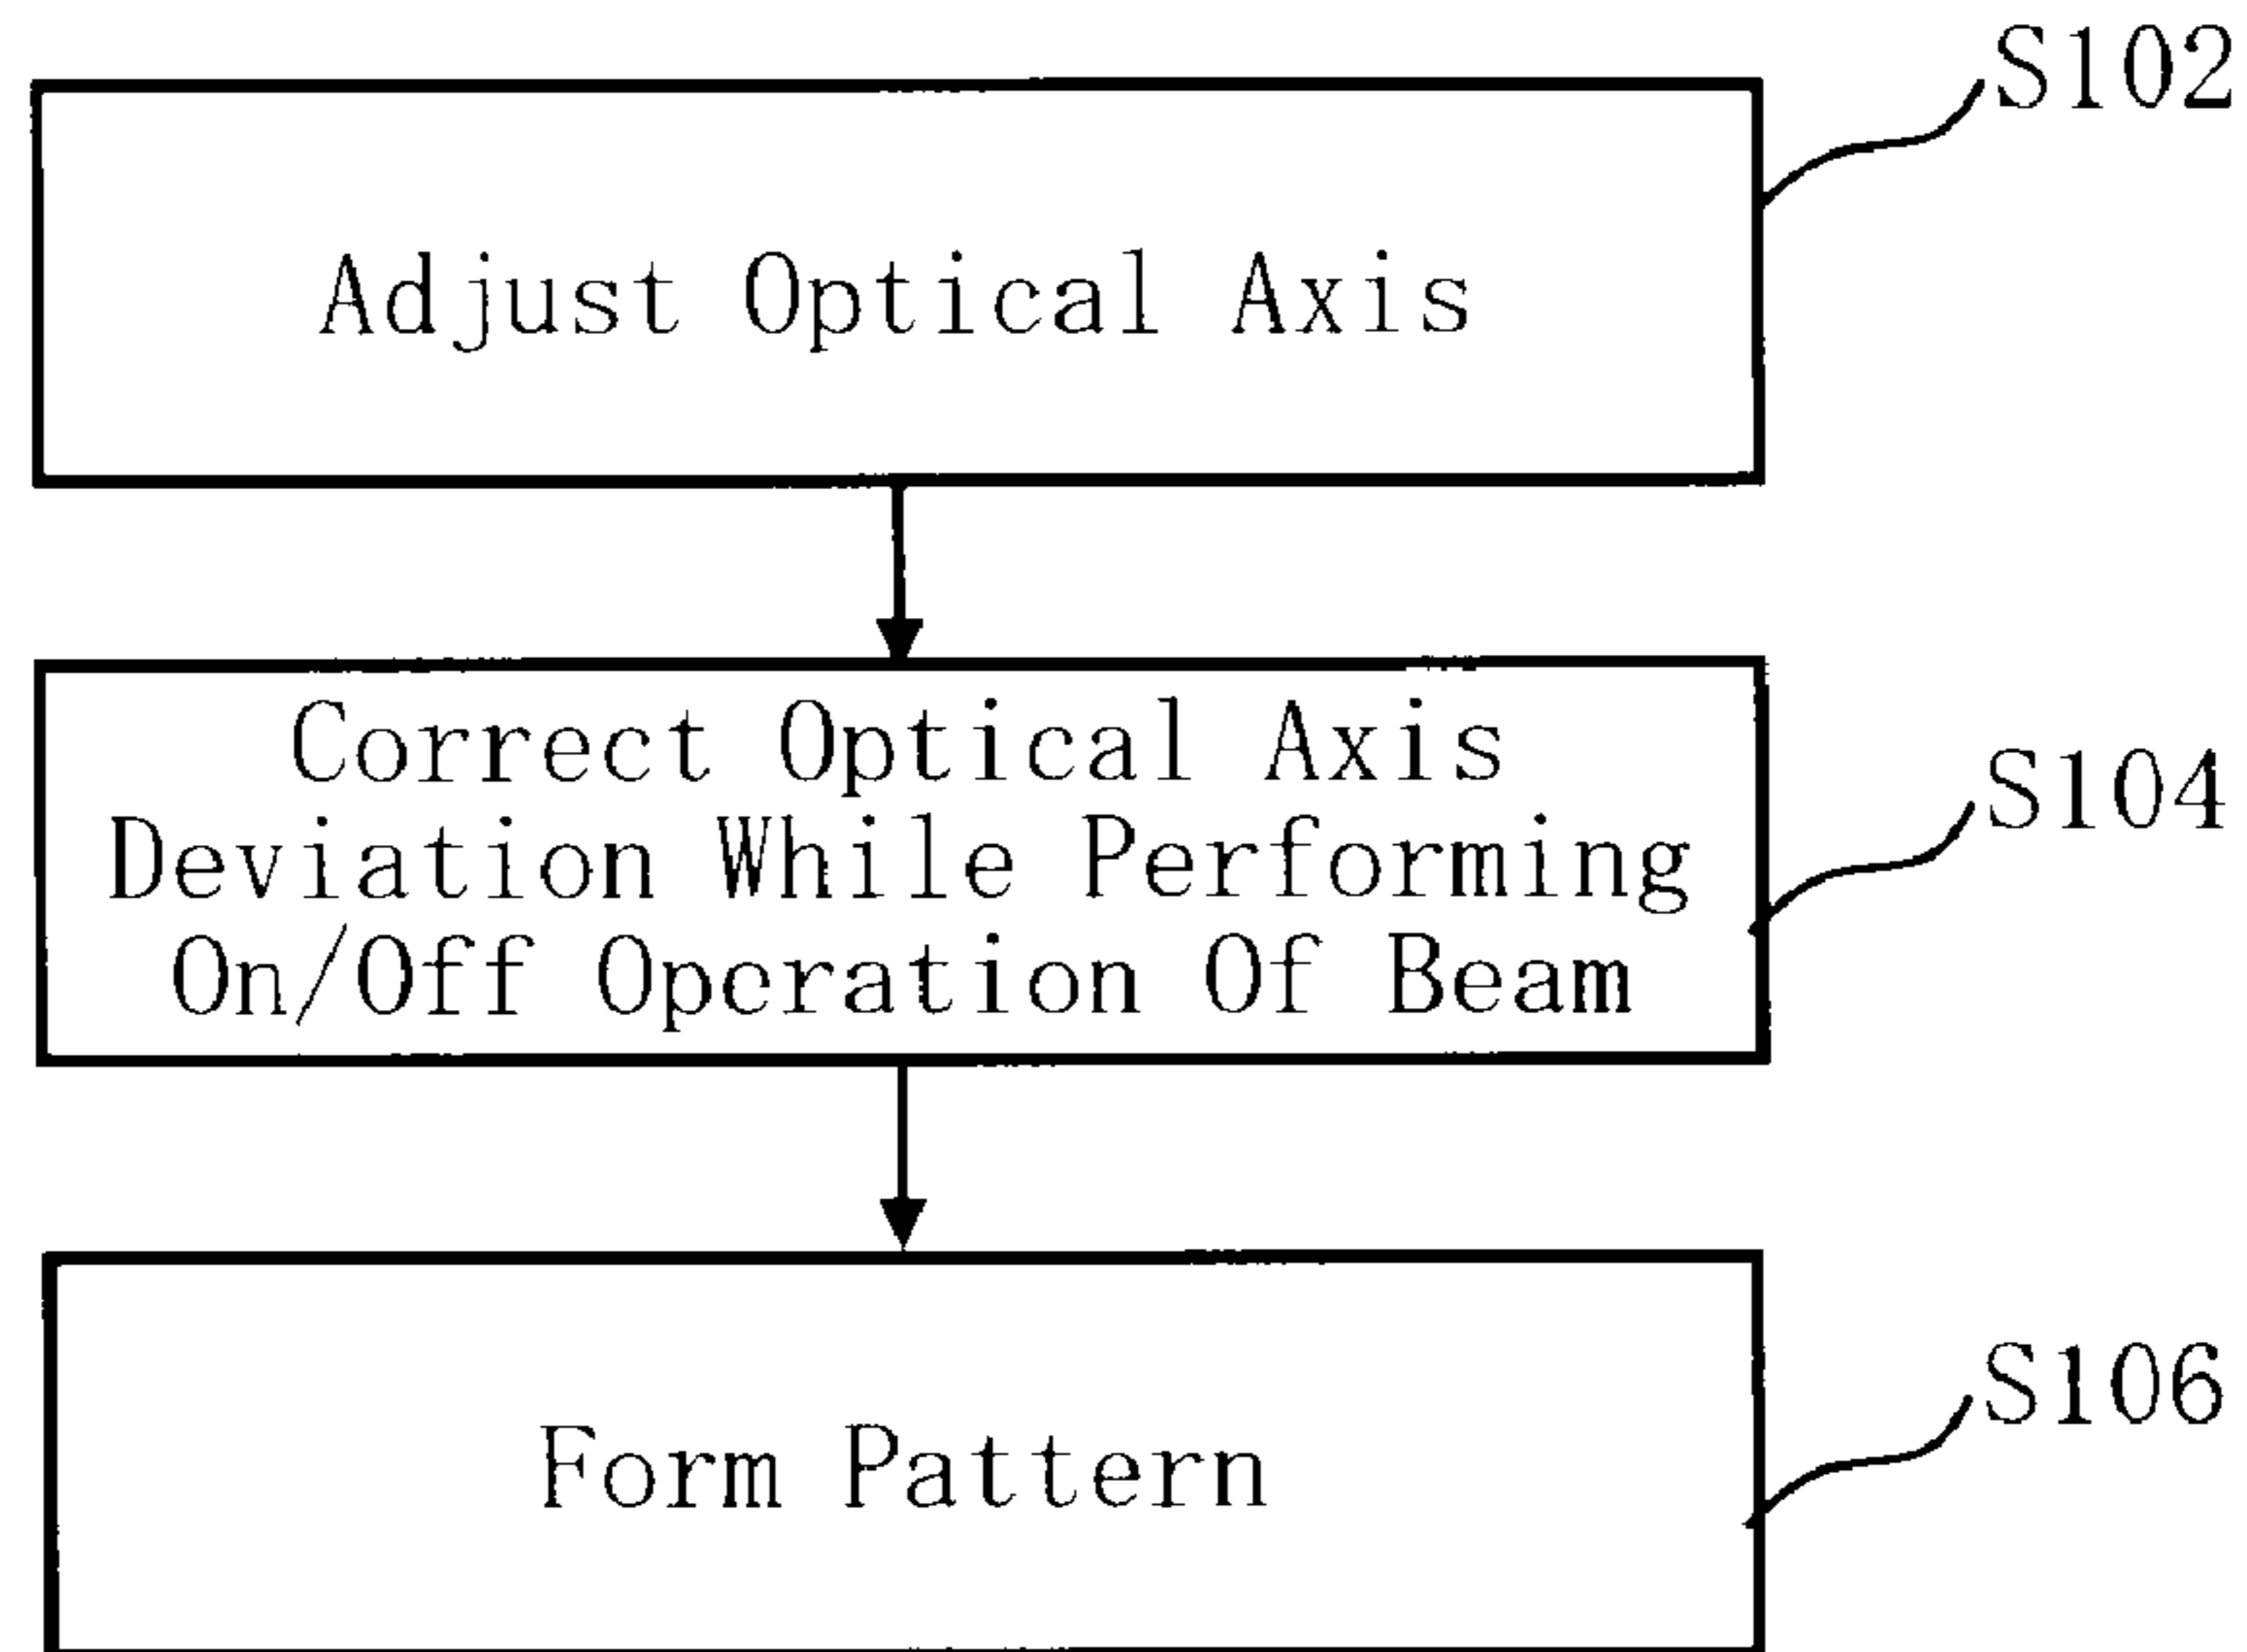 S102
Adjust Optical Axis
Correct Optical Axis
Deviation While Performing
On/Off Operation Of Beam
S104
Form Pattern
S106